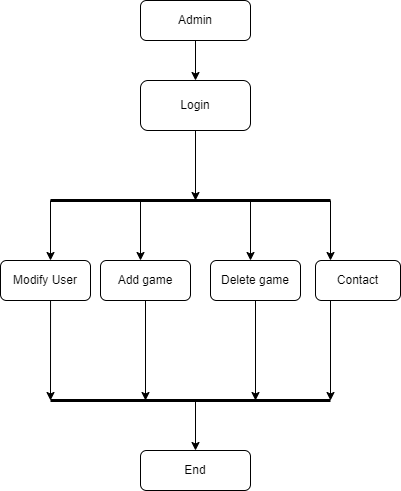 Admin
Login
Modify User
Add game
Delete game
Contact
End